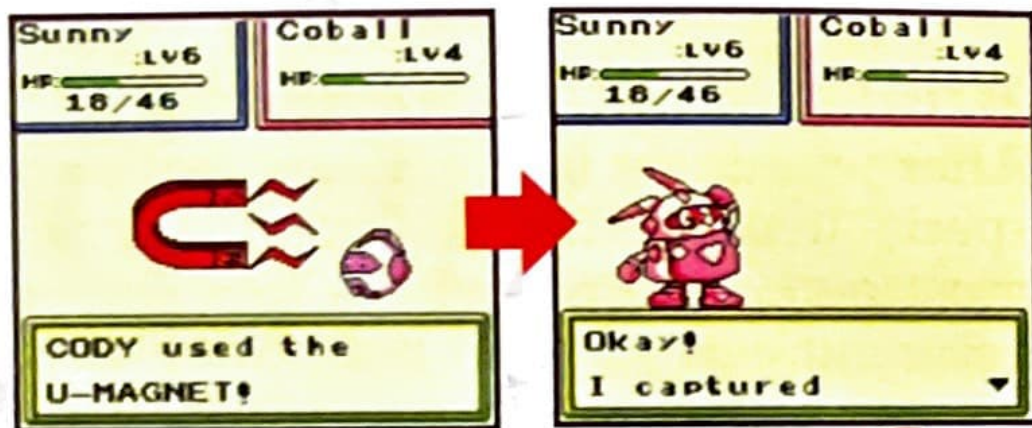 Sunny
:LV6
HP:
18/46
Coball
:LV4
HP:
CODY used the
U-MAGNET!
Sunny
:LV6
HP:
18/46
Coball
:LV4
HP:
Okay!
I captured